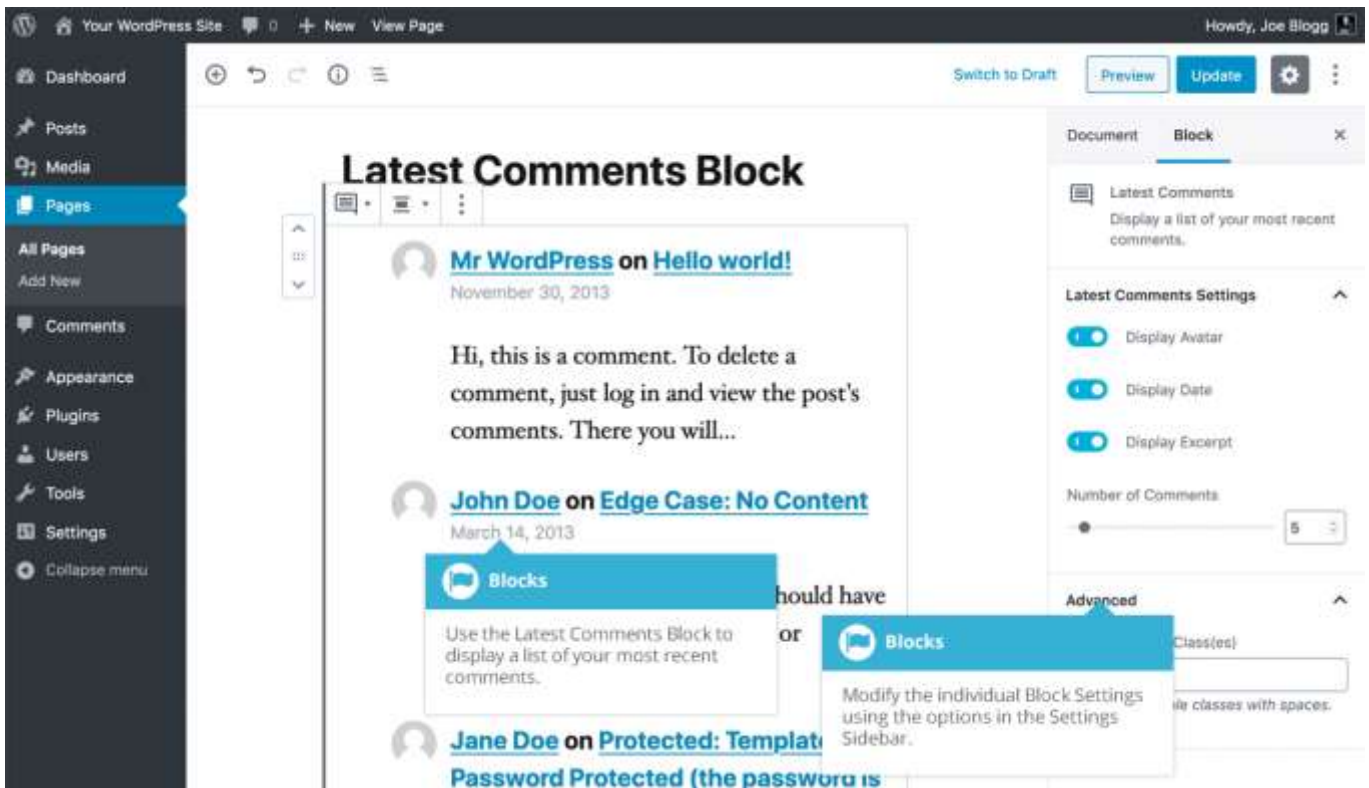 Your WordPress Site 0 + New View Page
Howdy, Joe Blogg
Dashboard
Posts
Media
Pages
All Pages
Add New
Comments
Appearance
Plugins
Users
Tools
Settings
Collapse menu
Switch to Draft
Preview
Update
Latest Comments Block
Mr WordPress on Hello world!
November 30, 2013
Hi, this is a comment. To delete a
comment, just log in and view the post's
comments. There you will...
John Doe on Edge Case: No Content
March 14, 2013
hould have
or
Blocks
Use the Latest Comments Block to
display a list of your most recent
comments.
Jane Doe on Protected: Templat
Password Protected (the password is
Document Block
Latest Comments
Display a list of your most recent
comments.
Latest Comments Settings
Display Avatar
Display Date
Display Excerpt
Number of Comments
5
Advanced
Class(es)
le classes with spaces.
Blocks
Modify the individual Block Settings
using the options in the Settings
Sidebar.